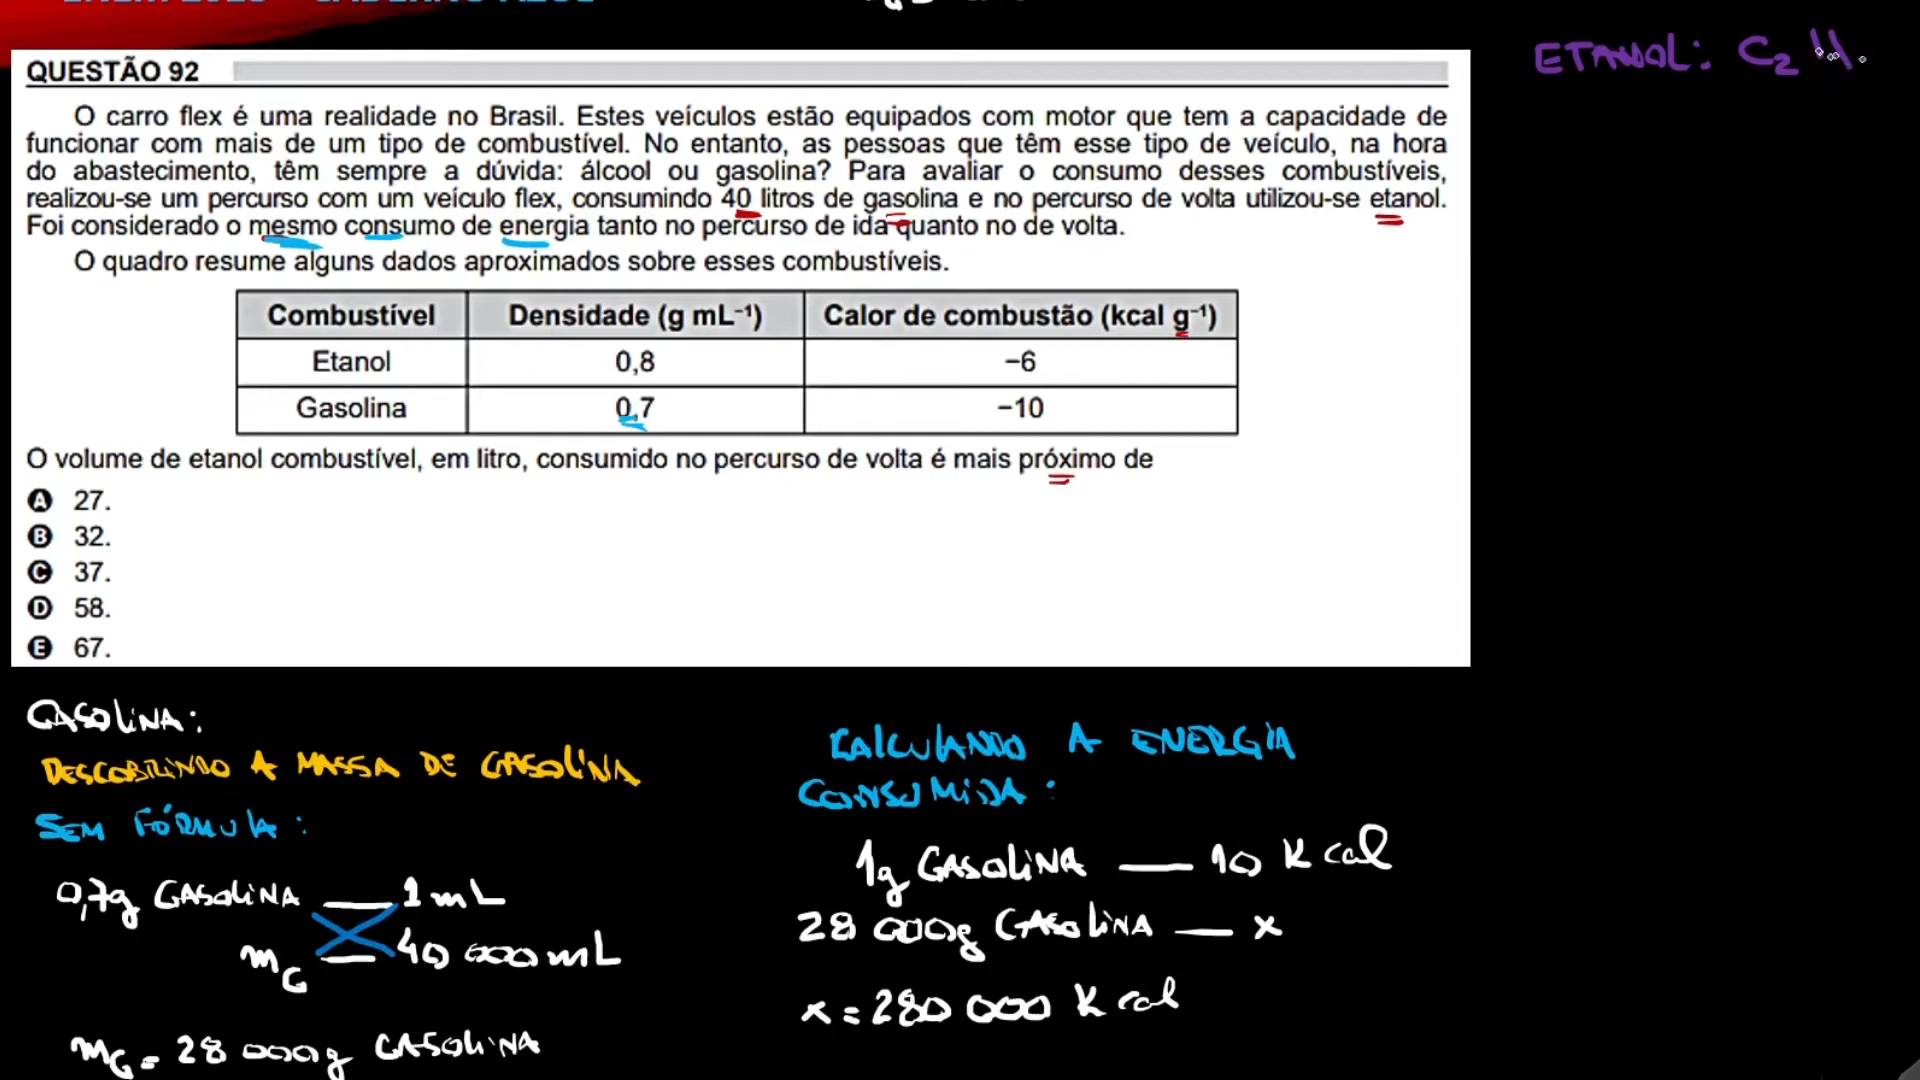 ETANOL: C2
QUESTÃO 92
O carro flex é uma realidade no Brasil. Estes veículos estão equipados com motor que tem a capacidade de
funcionar com mais de um tipo de combustível. No entanto, as pessoas que têm esse tipo de veículo, na hora
do abastecimento, têm sempre a dúvida: álcool ou gasolina? Para avaliar o consumo desses combustíveis,
realizou-se um percurso com um veículo flex, consumindo 40 litros de gasolina e no percurso de volta utilizou-se etanol.
Foi considerado o mesmo consumo de energia tanto no percurso de ida quanto no de volta.
O quadro resume alguns dados aproximados sobre esses combustíveis.
Combustível Densidade (g mL⁻¹) Calor de combustão (kcal g⁻¹)
Etanol 0,8 −6
Gasolina 0,7 −10
O volume de etanol combustível, em litro, consumido no percurso de volta é mais próximo de
A 27.
B 32.
C 37.
D 58.
E 67.
GASOLINA:
DESCOBRINDO A MASSA DE GASOLINA
SEM FÓRMULA:
0,7g GASOLINA — 1 mL
mG — 40 000 mL
mG = 28 000g GASOLINA
CALCULANDO A ENERGIA
CONSUMIDA:
1g GASOLINA — 10 Kcal
28 000g GASOLINA — x
x = 280 000 Kcal